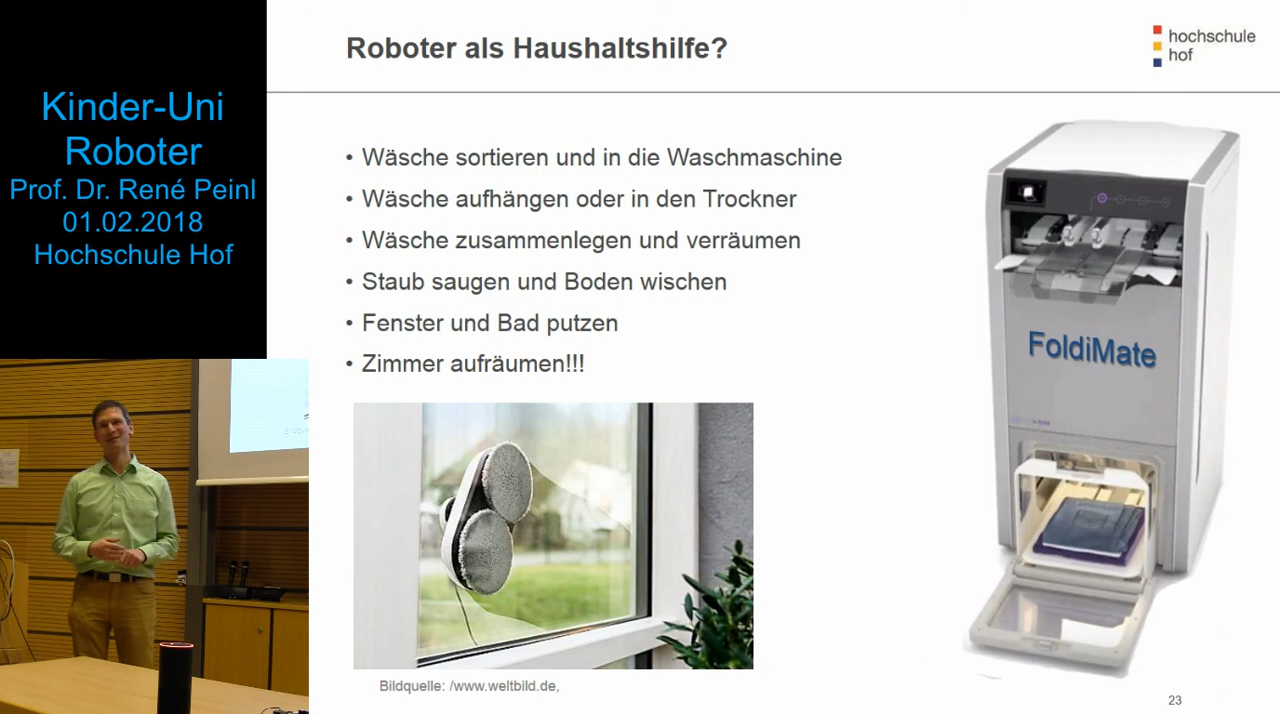 Kinder-Uni
Roboter
Prof. Dr. René Peinl
01.02.2018
Hochschule Hof
Roboter als Haushaltshilfe?
hochschule
hof
• Wäsche sortieren und in die Waschmaschine
• Wäsche aufhängen oder in den Trockner
• Wäsche zusammenlegen und verräumen
• Staub saugen und Boden wischen
• Fenster und Bad putzen
• Zimmer aufräumen!!!
FoldiMate
Bildquelle: /www.weltbild.de,
23